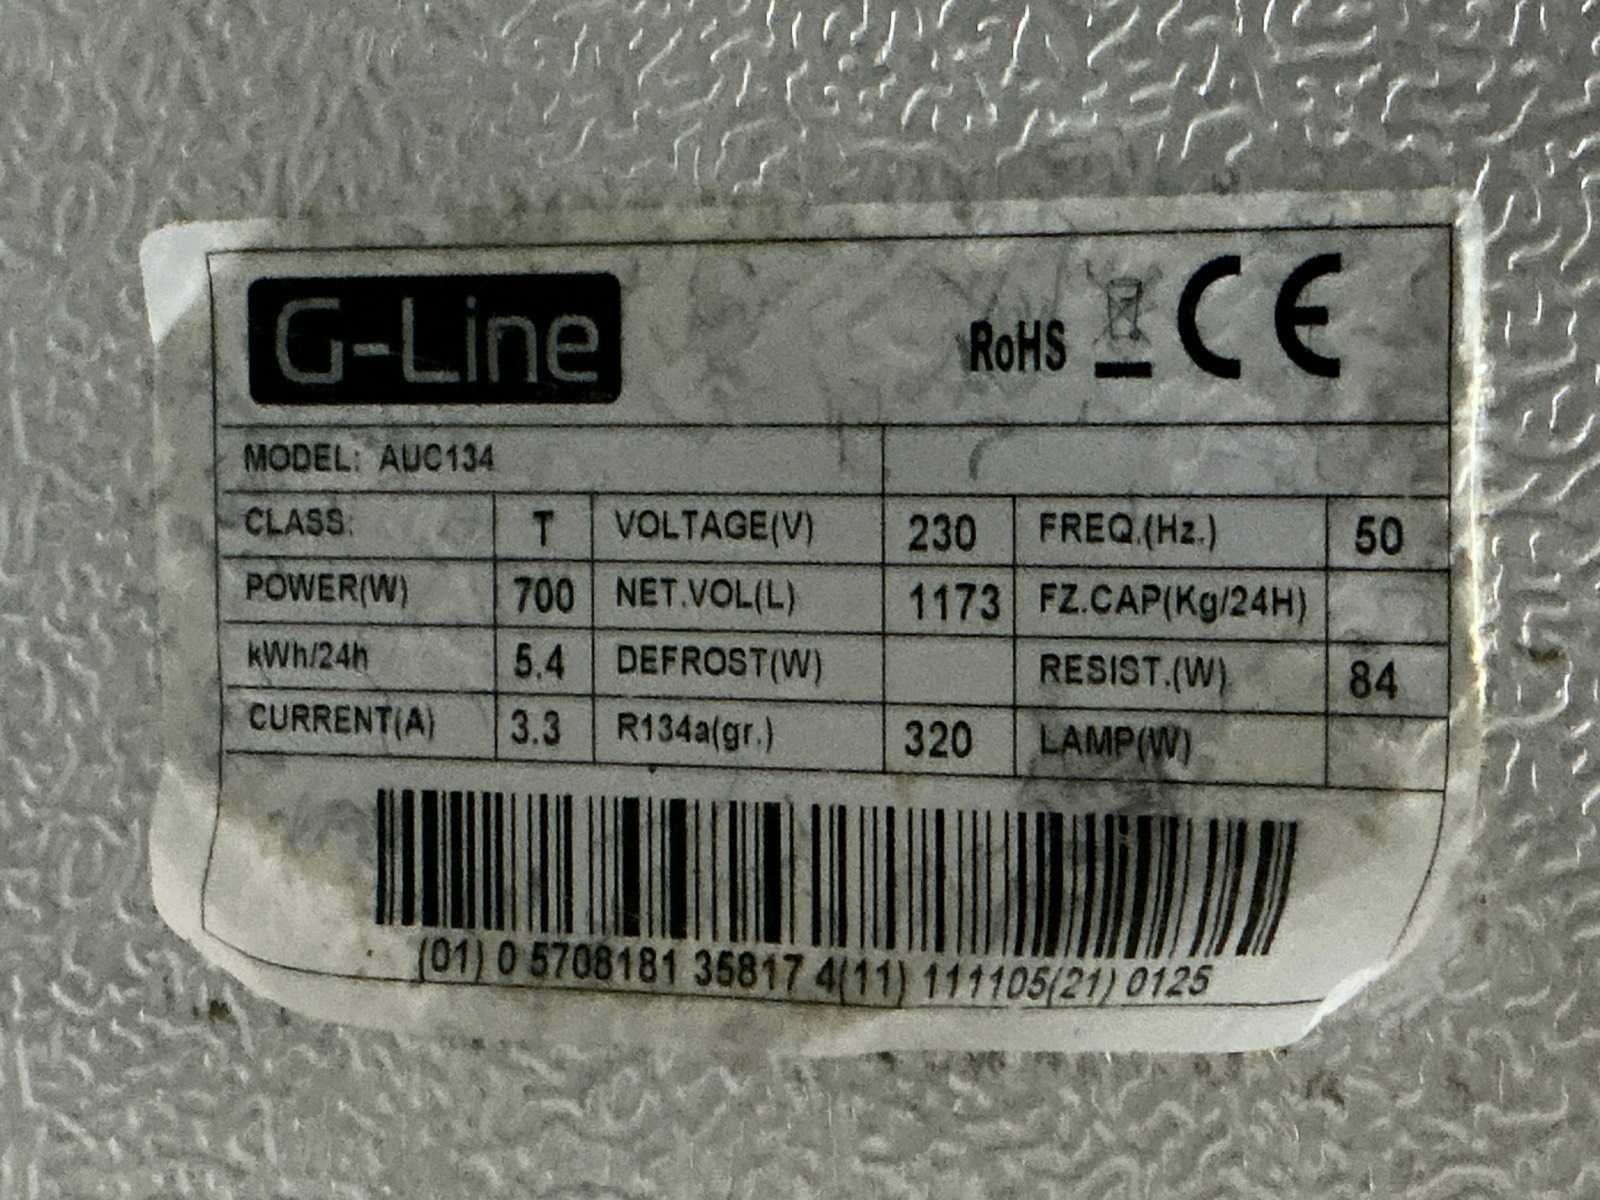 G-Line
RoHS CE
MODEL: AUC134
CLASS: T VOLTAGE(V) 230 FREQ.(Hz.) 50
POWER(W) 700 NET.VOL(L) 1173 FZ.CAP(Kg/24H)
kWh/24h 5.4 DEFROST(W) RESIST.(W) 84
CURRENT(A) 3.3 R134a(gr.) 320 LAMP(W)
(01) 0 5708181 35817 4(11) 111105(21) 0125